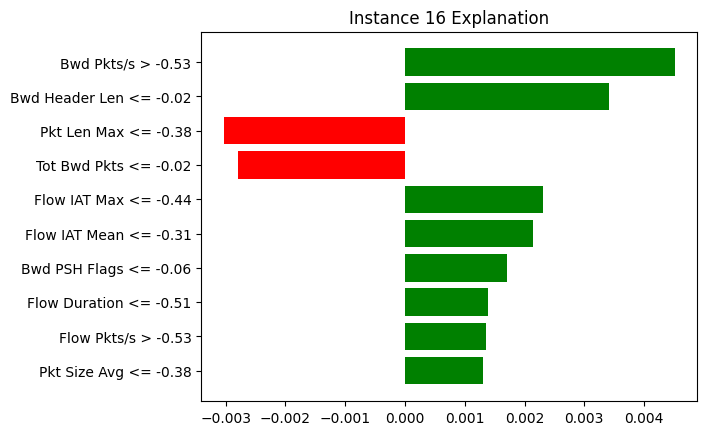 Instance 16 Explanation
Bwd Pkts/s > -0.53
Bwd Header Len <= -0.02
Pkt Len Max <= -0.38
Tot Bwd Pkts <= -0.02
Flow IAT Max <= -0.44
Flow IAT Mean <= -0.31
Bwd PSH Flags <= -0.06
Flow Duration <= -0.51
Flow Pkts/s > -0.53
Pkt Size Avg <= -0.38
−0.003 −0.002 −0.001 0.000 0.001 0.002 0.003 0.004